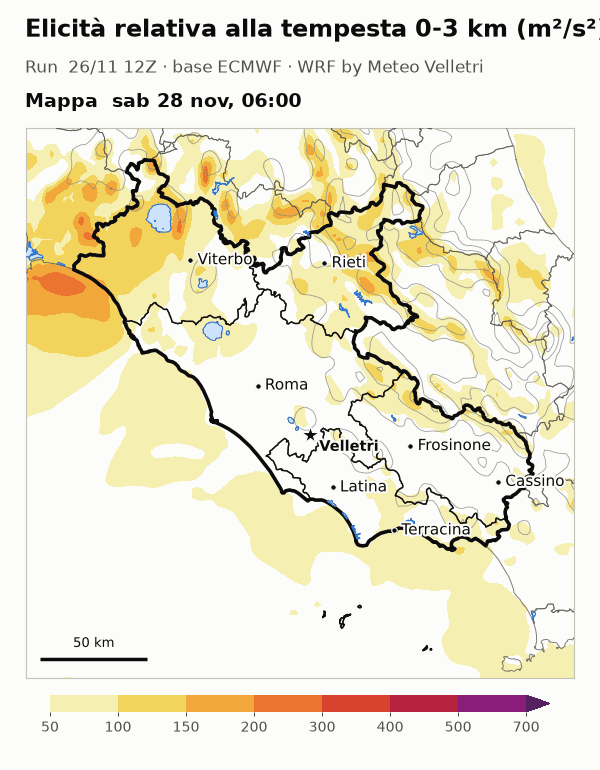 Elicità relativa alla tempesta 0-3 km (m²/s²)
Run 26/11 12Z · base ECMWF · WRF by Meteo Velletri
Mappa sab 28 nov, 06:00
Viterbo
Rieti
Roma
Velletri
Frosinone
Cassino
Latina
Terracina
50 km
50 100 150 200 300 400 500 700